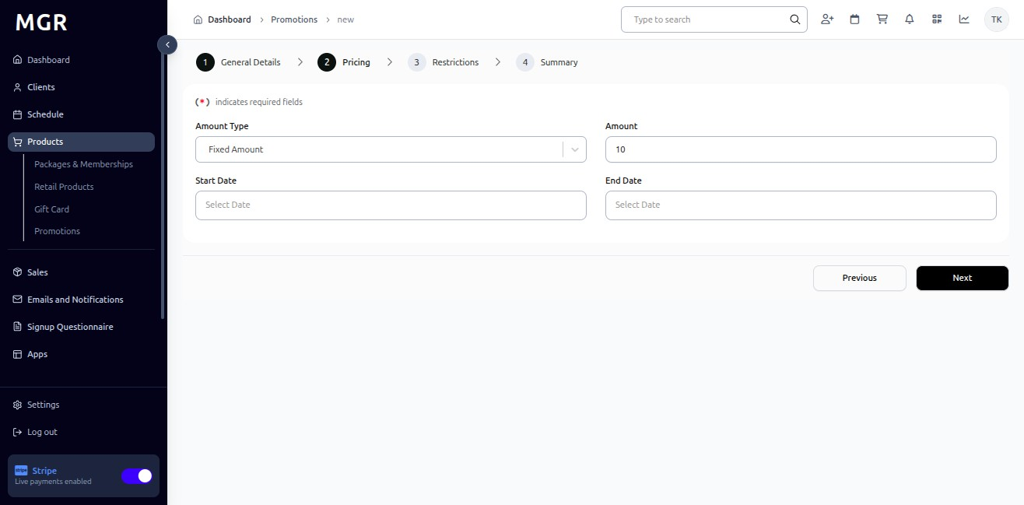 MGR
Dashboard
Clients
Schedule
Products
Packages & Memberships
Retail Products
Gift Card
Promotions
Sales
Emails and Notifications
Signup Questionnaire
Apps
Settings
Log out
Stripe
Live payments enabled
Dashboard > Promotions > new
Type to search
TK
1 General Details > 2 Pricing > 3 Restrictions > 4 Summary
(*) indicates required fields
Amount Type
Fixed Amount
Amount
10
Start Date
Select Date
End Date
Select Date
Previous
Next